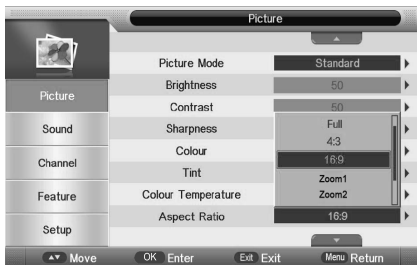 Picture
Picture Mode Standard
Brightness 50
Picture
Contrast 50
Sound
Sharpness Full
4:3
Colour
Channel
16:9
Tint Zoom1
Feature
Colour Temperature Zoom2
Aspect Ratio 16:9
Setup
Move OK Enter Exit Exit Menu Return